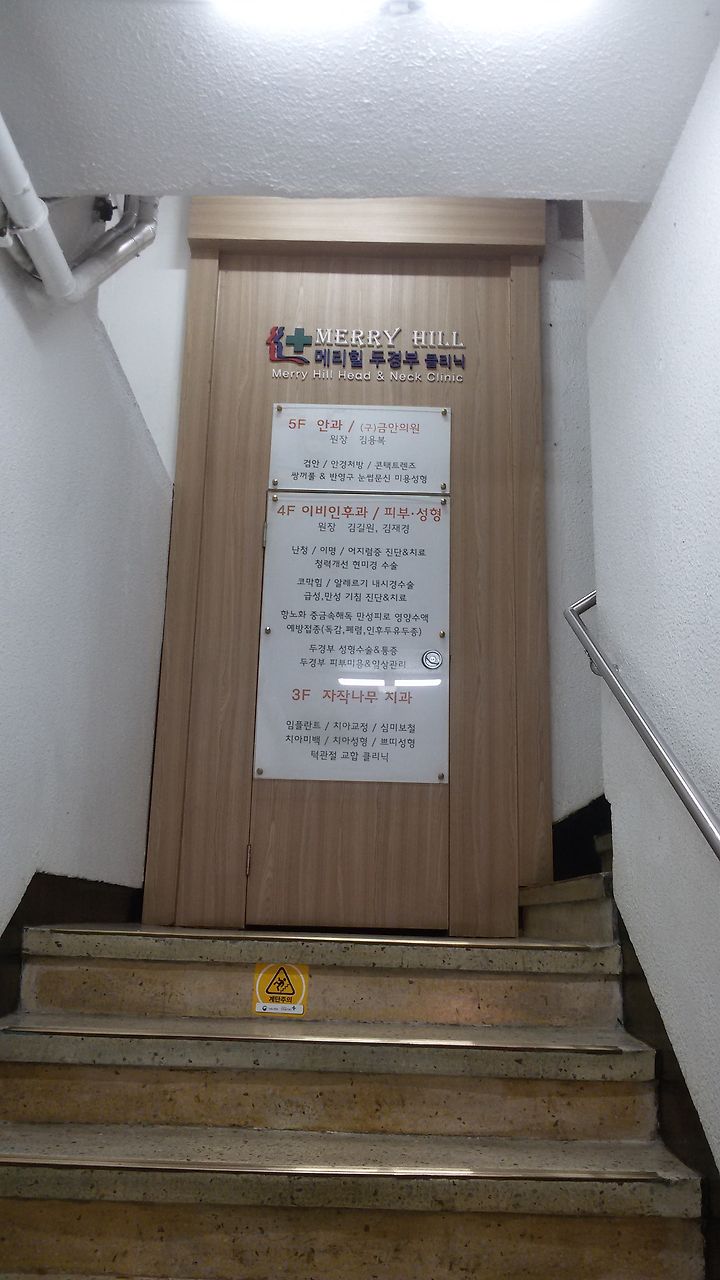 MERRY HILL
메리힐 두경부 클리닉
Merry Hill Head & Neck Clinic
5F 안과 / (구)금안의원
원장 김용복
검안 / 안경처방 / 콘택트렌즈
쌍꺼풀 & 반영구 눈썹문신 미용성형
4F 이비인후과 / 피부·성형
원장 김길원, 김재경
난청 / 이명 / 어지럼증 진단&치료
청력개선 현미경 수술
코막힘 / 알레르기 내시경수술
급성,만성 기침 진단&치료
항노화 중금속해독 만성피로 영양수액
예방접종(독감,폐렴,인후두유두종)
두경부 성형수술&통증
두경부 피부미용&일상관리
3F 자작나무 치과
임플란트 / 치아교정 / 심미보철
치아미백 / 치아성형 / 쁘띠성형
턱관절 교합 클리닉
계단주의